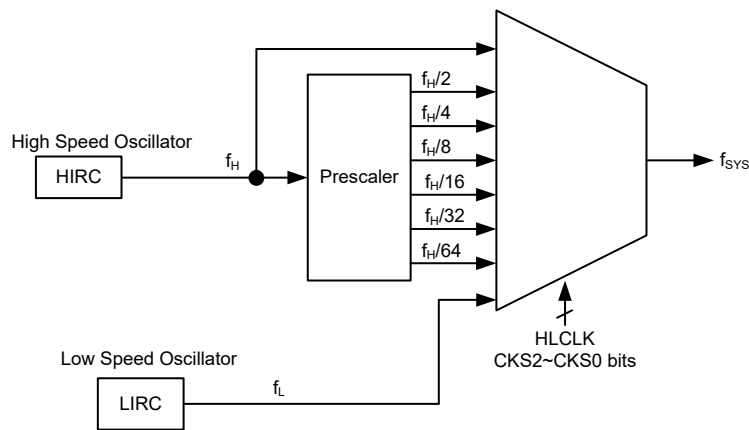 High Speed Oscillator
HIRC
fH
Prescaler
fH/2
fH/4
fH/8
fH/16
fH/32
fH/64
fSYS
HLCLK
CKS2~CKS0 bits
Low Speed Oscillator
LIRC
fL